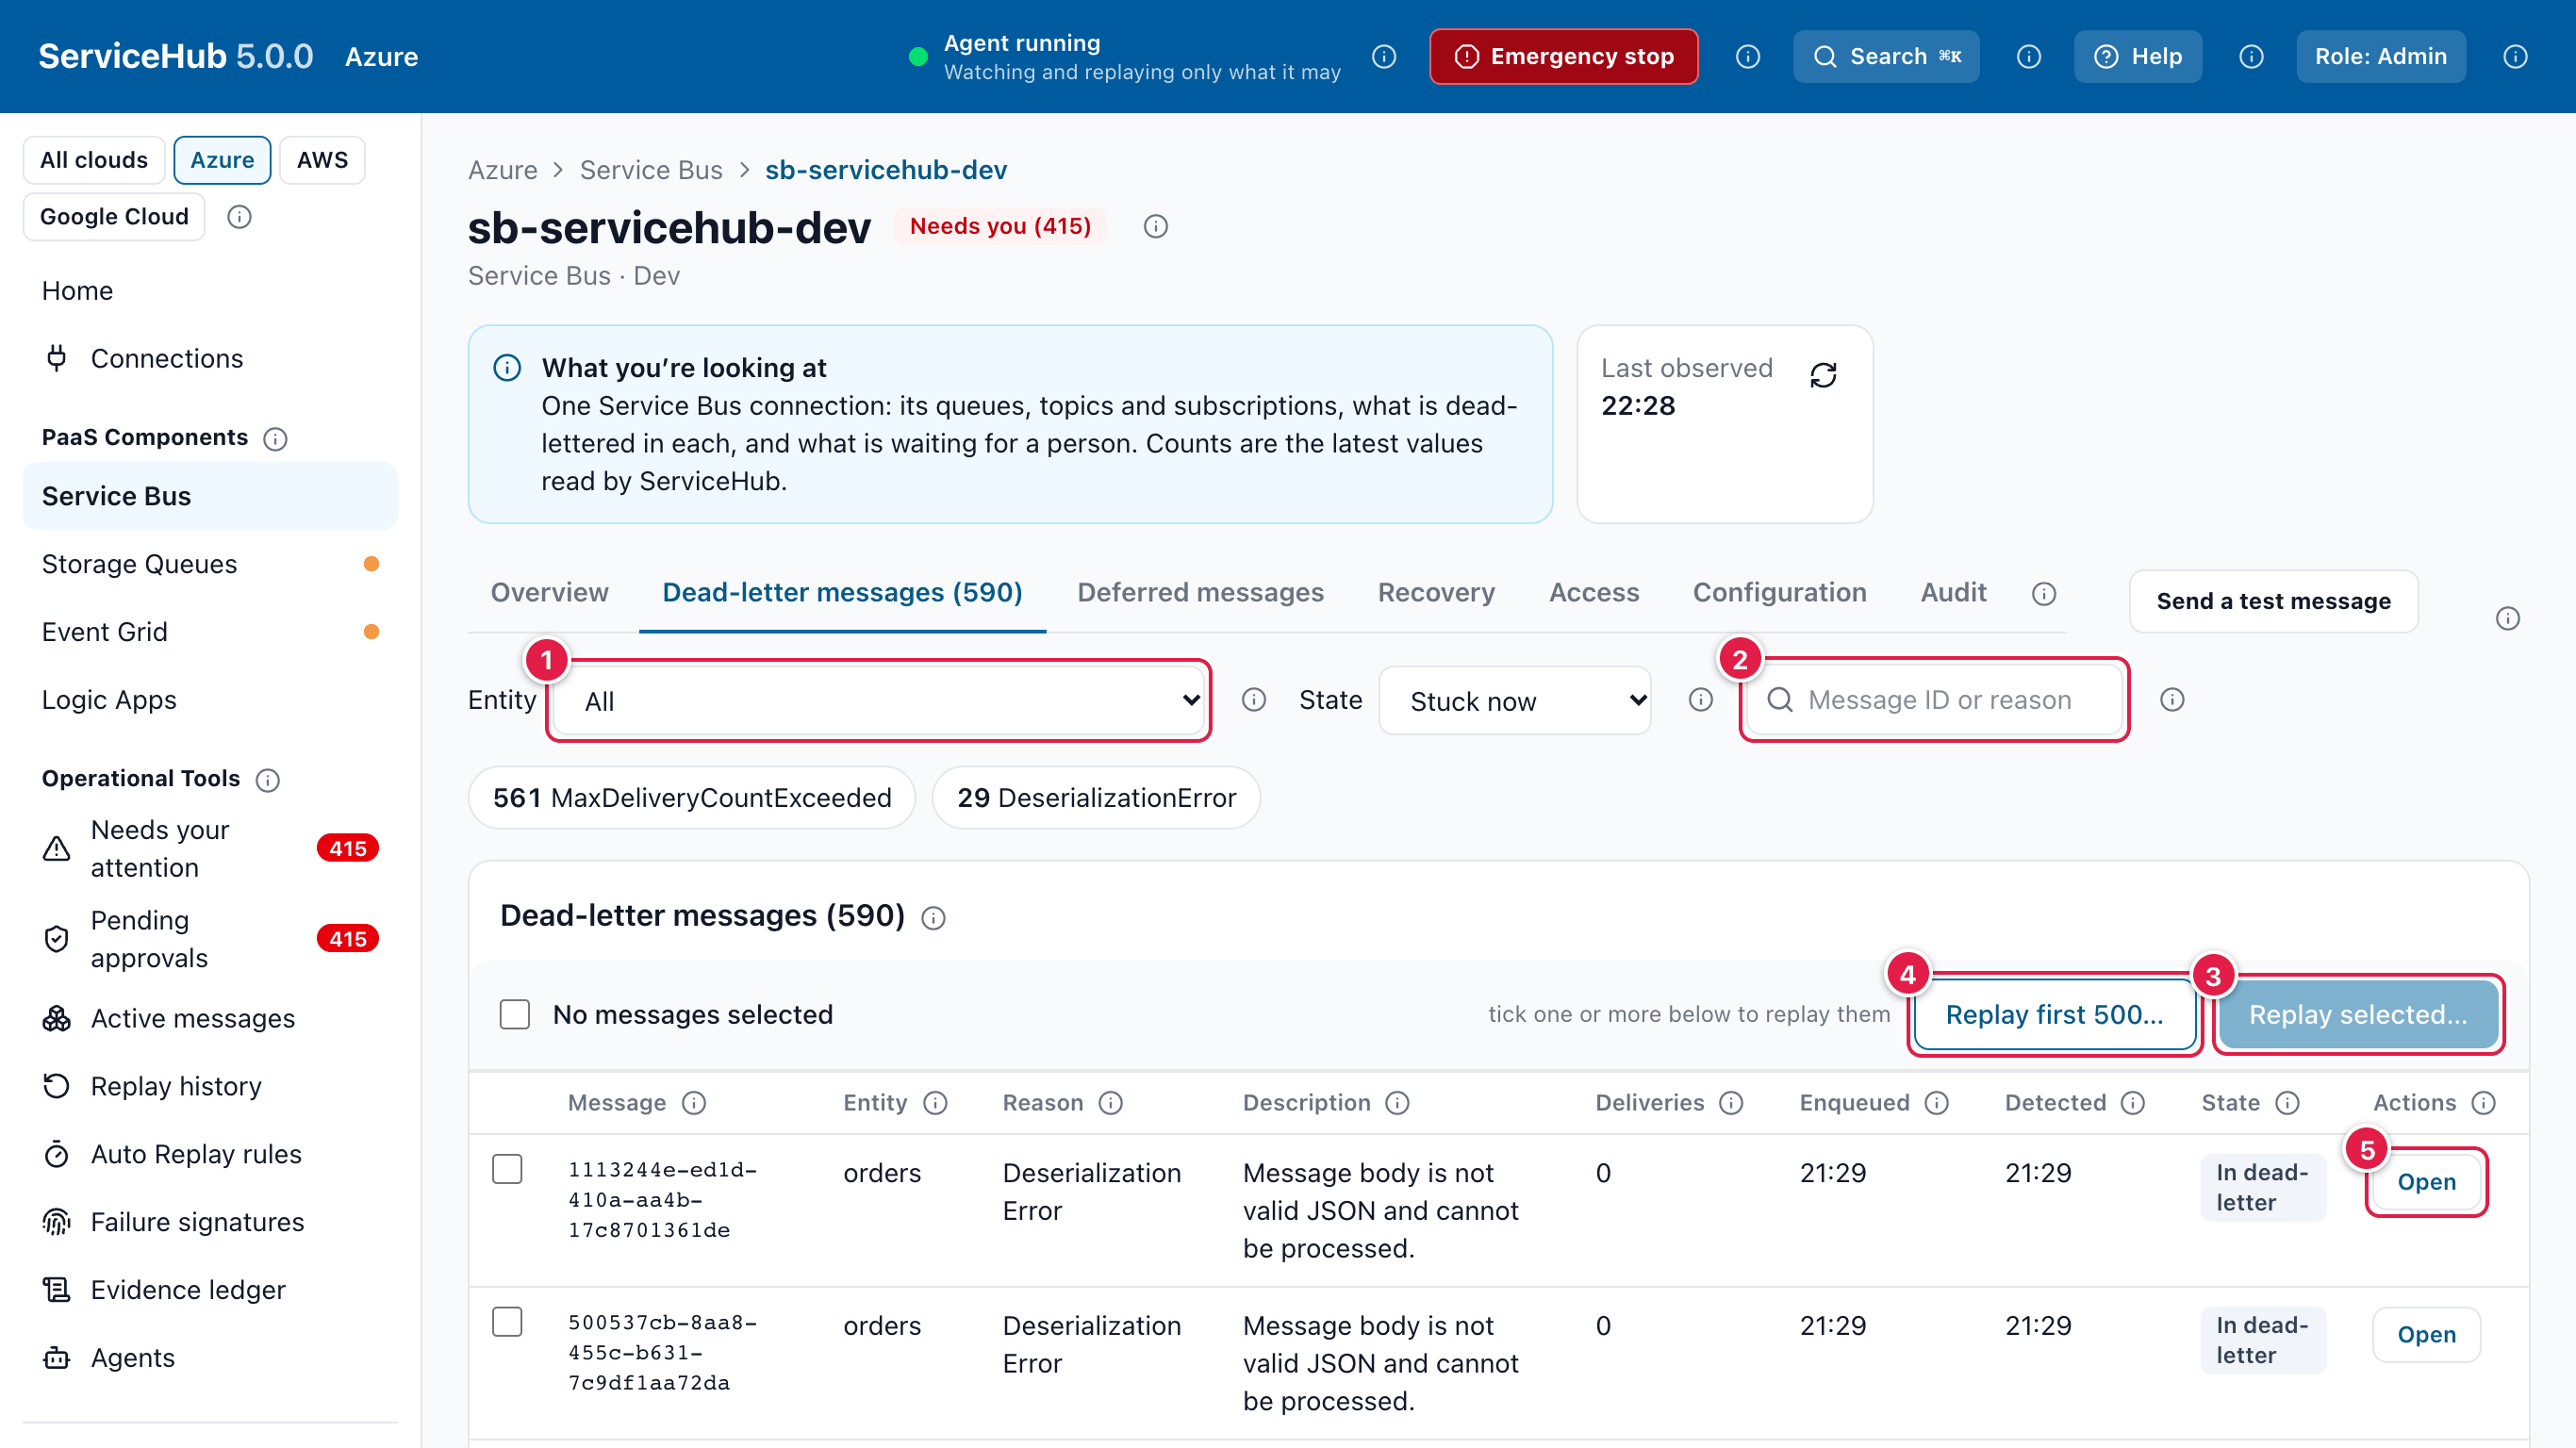 ServiceHub 5.0.0 Azure
Agent running
Watching and replaying only what it may
Emergency stop
Search ⌘K
Help
Role: Admin
All clouds
Azure
AWS
Google Cloud
Home
Connections
PaaS Components
Service Bus
Storage Queues
Event Grid
Logic Apps
Operational Tools
Needs your
attention
415
Pending
approvals
415
Active messages
Replay history
Auto Replay rules
Failure signatures
Evidence ledger
Agents
Azure > Service Bus > sb-servicehub-dev
sb-servicehub-dev
Needs you (415)
Service Bus · Dev
What you’re looking at
One Service Bus connection: its queues, topics and subscriptions, what is dead-
lettered in each, and what is waiting for a person. Counts are the latest values
read by ServiceHub.
Last observed
22:28
Overview
Dead-letter messages (590)
Deferred messages
Recovery
Access
Configuration
Audit
Send a test message
1
Entity
All
State
Stuck now
2
Message ID or reason
561 MaxDeliveryCountExceeded
29 DeserializationError
Dead-letter messages (590)
No messages selected
tick one or more below to replay them
4
Replay first 500...
3
Replay selected...
Message
Entity
Reason
Description
Deliveries
Enqueued
Detected
State
Actions
1113244e-ed1d-
410a-aa4b-
17c8701361de
orders
Deserialization
Error
Message body is not
valid JSON and cannot
be processed.
0
21:29
21:29
In dead-
letter
5
Open
500537cb-8aa8-
455c-b631-
7c9df1aa72da
orders
Deserialization
Error
Message body is not
valid JSON and cannot
be processed.
0
21:29
21:29
In dead-
letter
Open